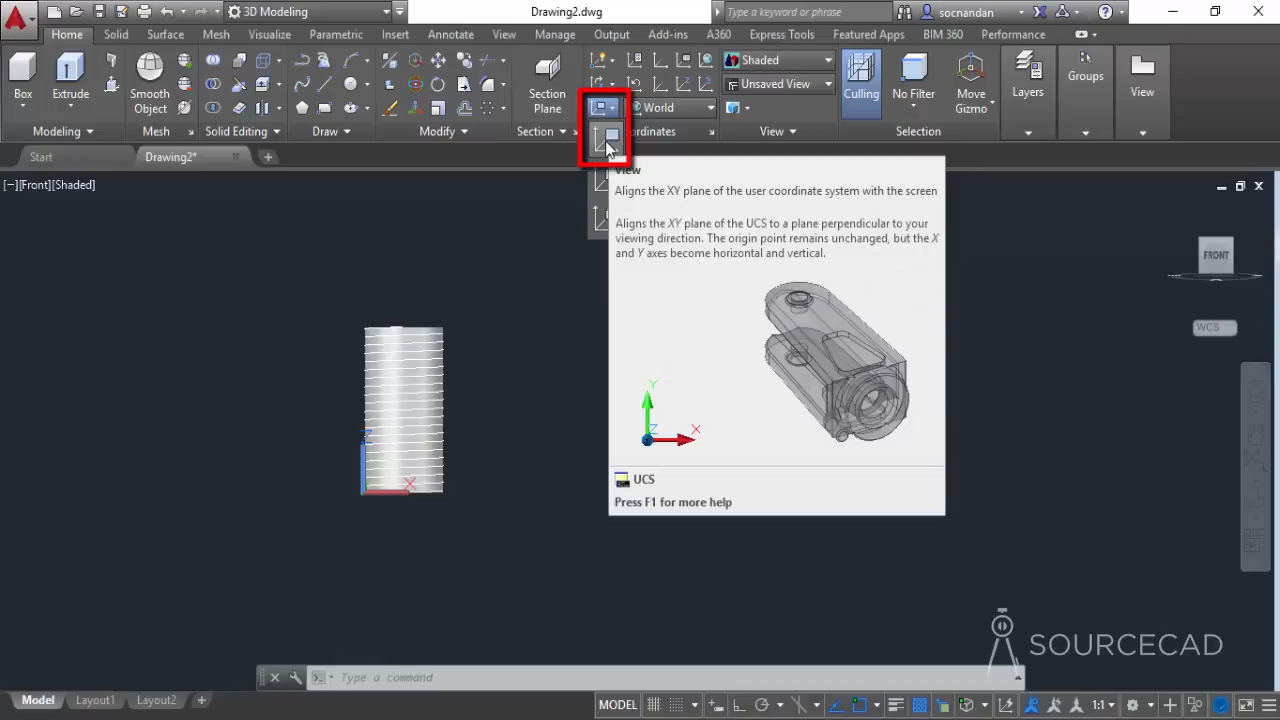 3D Modeling
Drawing2.dwg
Type a keyword or phrase
socnandan
Home Solid Surface Mesh Visualize Parametric Insert Annotate View Manage Output Add-ins A360 Express Tools Featured Apps BIM 360 Performance
Box
Extrude
Smooth
Object
Section
Plane
World
Shaded
Unsaved View
Culling
No Filter
Move
Gizmo
Layers
Groups
View
Modeling Mesh Solid Editing Draw Modify Section ordinates View Selection
Start
Drawing2*
[−][Front][Shaded]
View
Aligns the XY plane of the user coordinate system with the screen
Aligns the XY plane of the UCS to a plane perpendicular to your
viewing direction. The origin point remains unchanged, but the X
and Y axes become horizontal and vertical.
FRONT
WCS
Y
Z
X
Z
X
UCS
Press F1 for more help
SOURCECAD
Type a command
Model Layout1 Layout2
MODEL
1:1